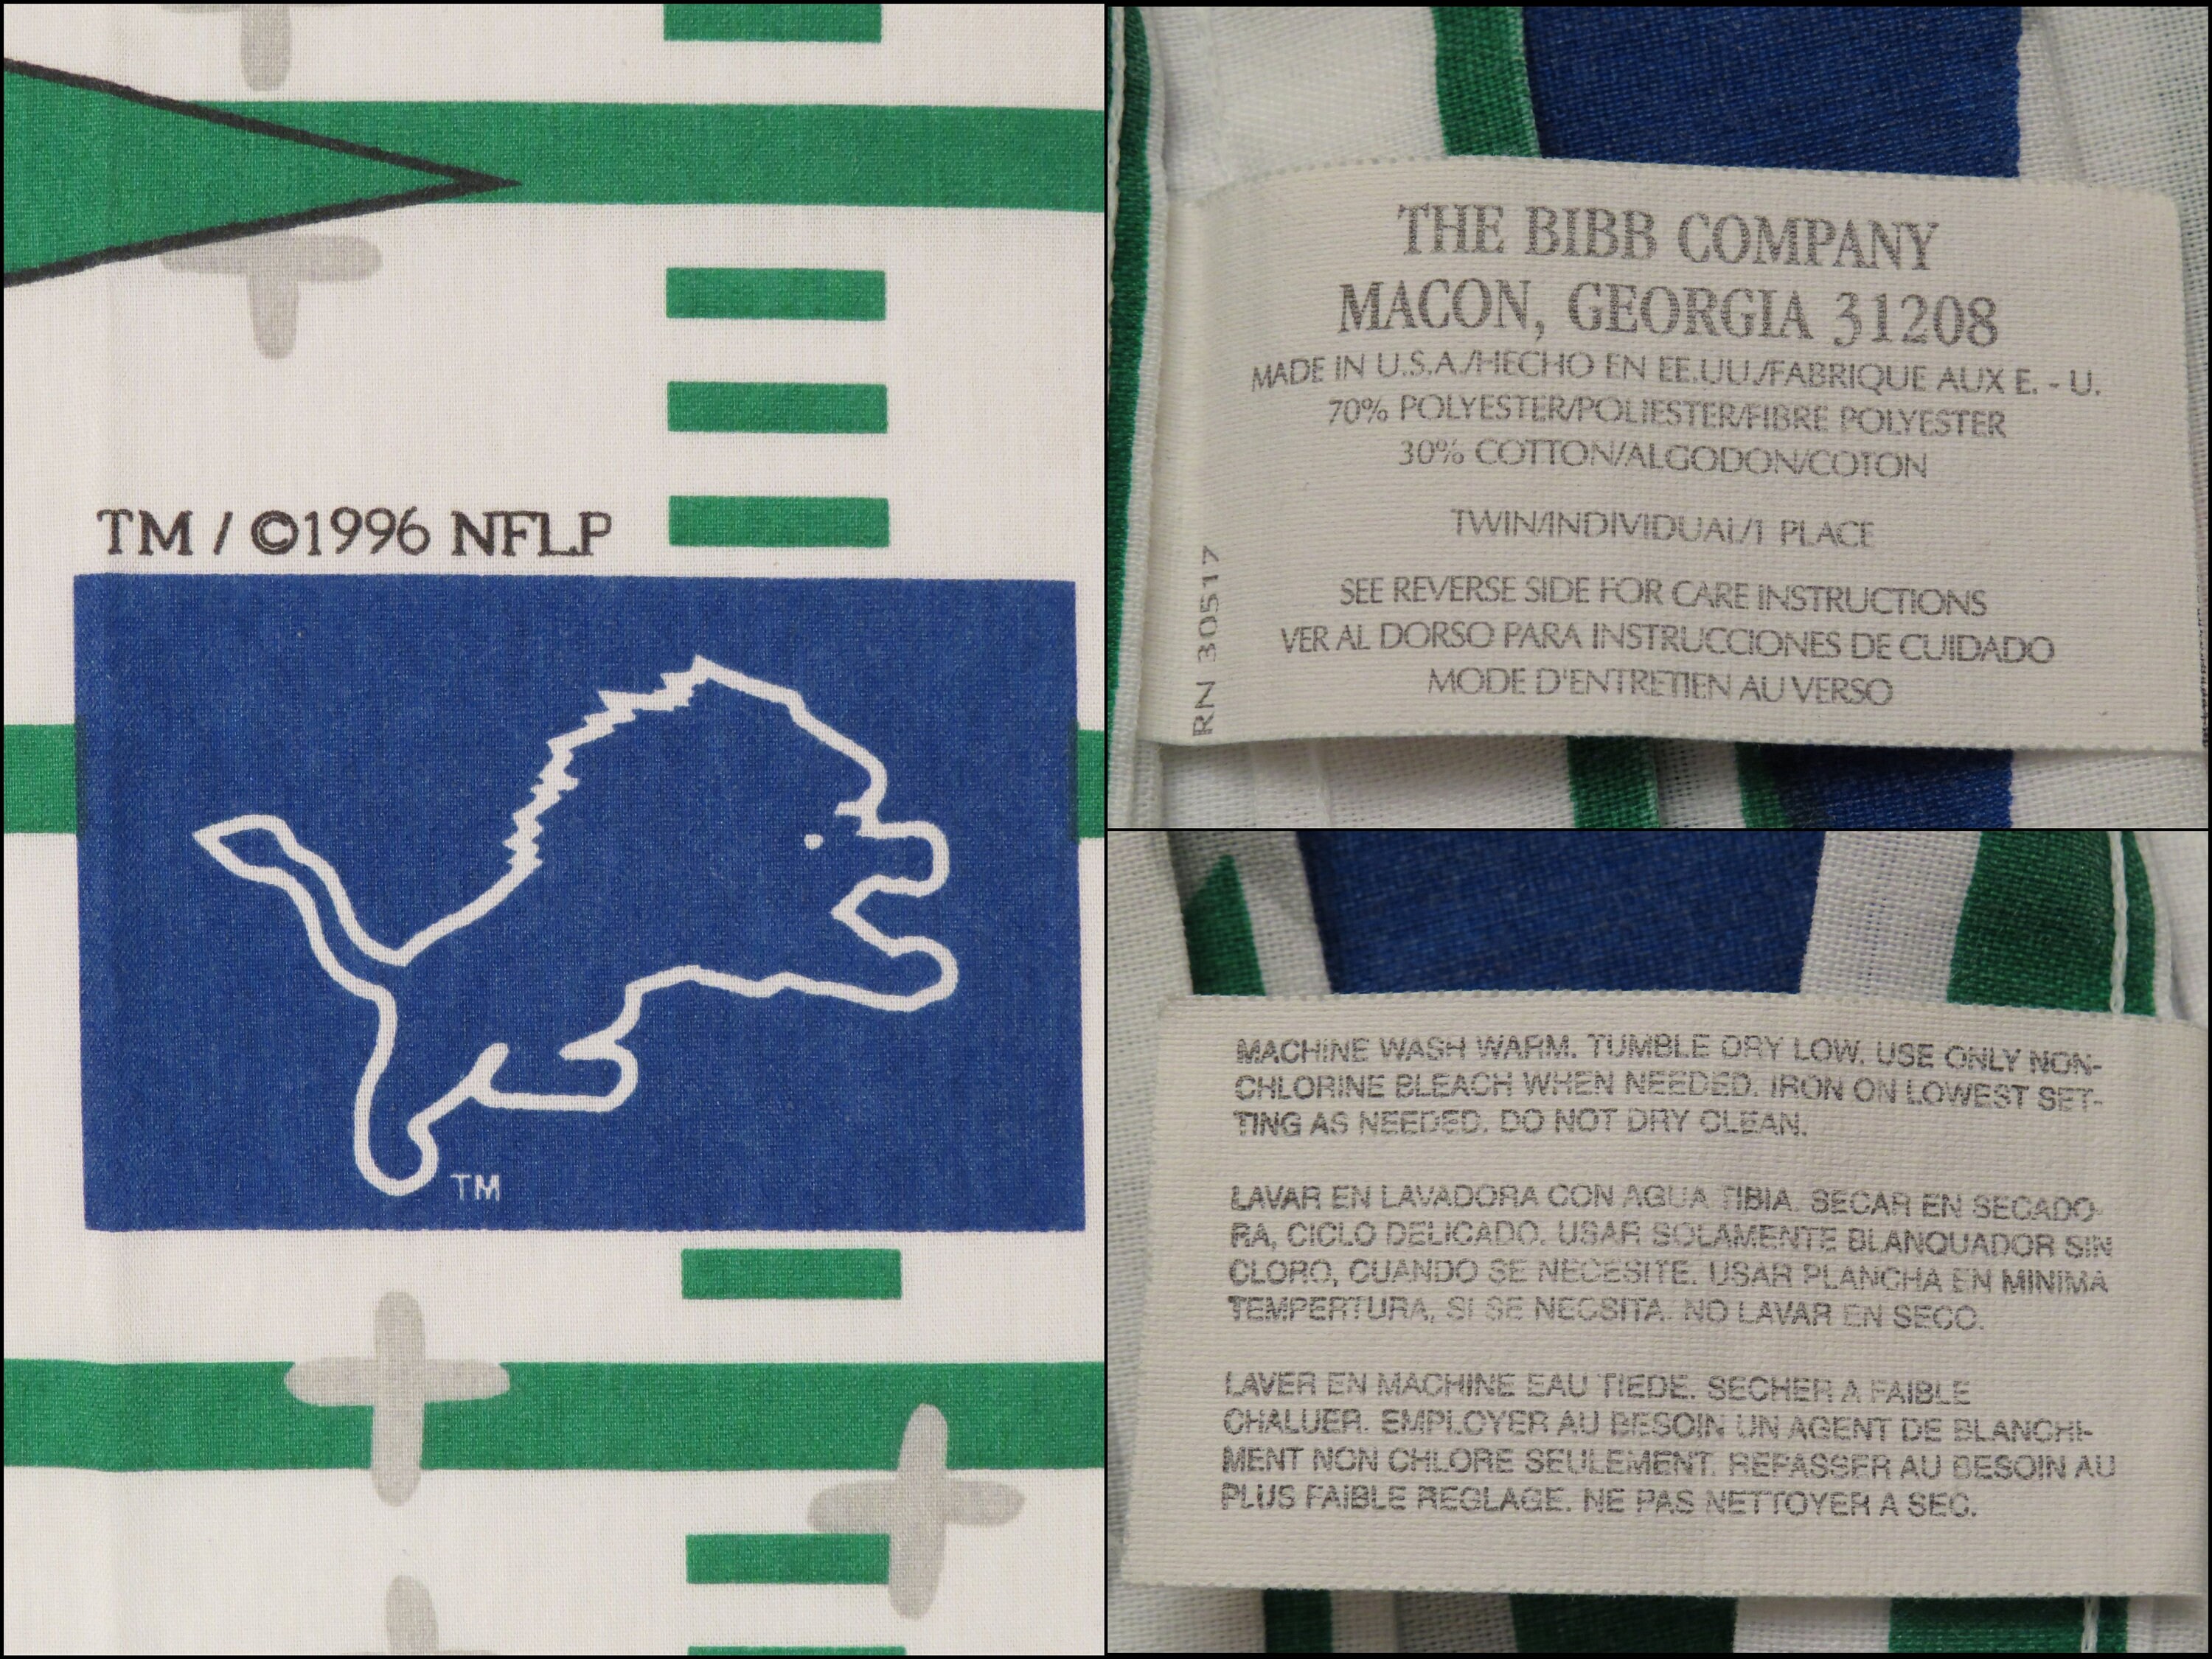 TM / ©1996 NFLP
TM
THE BIBB COMPANY
MACON, GEORGIA 31208
MADE IN U.S.A./HECHO EN EE.UU./FABRIQUE AUX E. - U.
70% POLYESTER/POLIESTER/FIBRE POLYESTER
30% COTTON/ALGODON/COTON
TWIN/INDIVIDUAL/1 PLACE
SEE REVERSE SIDE FOR CARE INSTRUCTIONS
VER AL DORSO PARA INSTRUCCIONES DE CUIDADO
MODE D'ENTRETIEN AU VERSO
RN 30517
MACHINE WASH WARM. TUMBLE DRY LOW. USE ONLY NON-
CHLORINE BLEACH WHEN NEEDED. IRON ON LOWEST SET-
TING AS NEEDED. DO NOT DRY CLEAN.
LAVAR EN LAVADORA CON AGUA TIBIA. SECAR EN SECADO-
RA, CICLO DELICADO. USAR SOLAMENTE BLANQUADOR SIN
CLORO, CUANDO SE NECESITE. USAR PLANCHA EN MINIMA
TEMPERTURA, SI SE NECSITA. NO LAVAR EN SECO.
LAVER EN MACHINE EAU TIEDE. SECHER A FAIBLE
CHALUER. EMPLOYER AU BESOIN UN AGENT DE BLANCHI-
MENT NON CHLORE SEULEMENT. REPASSER AU BESOIN AU
PLUS FAIBLE REGLAGE. NE PAS NETTOYER A SEC.